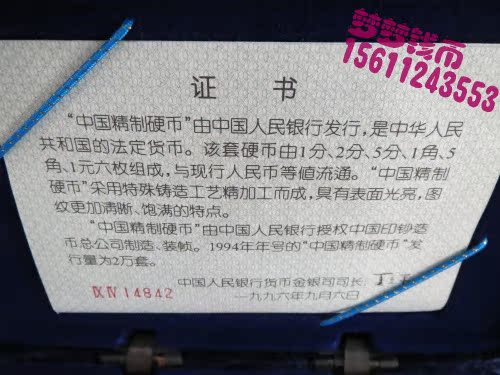 梦梦钱币
15611243553
证 书
“中国精制硬币”由中国人民银行发行，是中华人民
共和国的法定货币。该套硬币由1分、2分、5分、1角、5
角、1元六枚组成，与现行人民币等值流通。“中国精制
硬币”采用特殊铸造工艺精加工而成，具有表面光亮，图
纹更加清晰、饱满的特点。
“中国精制硬币”由中国人民银行授权中国印钞造
币总公司制造、装帧。1994年年号的“中国精制硬币”发
行量为2万套。
中国人民银行货币金银司司长：
ⅨⅣ14842
一九九六年九月六日